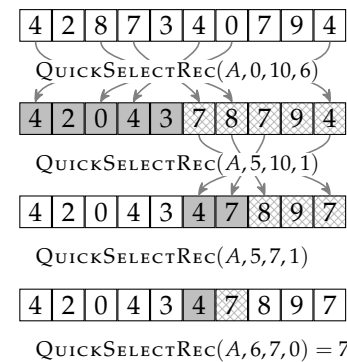 4 2 8 7 3 4 0 7 9 4
QUICKSELECTREC(A,0,10,6)
4 2 0 4 3 7 8 7 9 4
QUICKSELECTREC(A,5,10,1)
4 2 0 4 3 4 7 8 9 7
QUICKSELECTREC(A,5,7,1)
4 2 0 4 3 4 7 8 9 7
QUICKSELECTREC(A,6,7,0) = 7